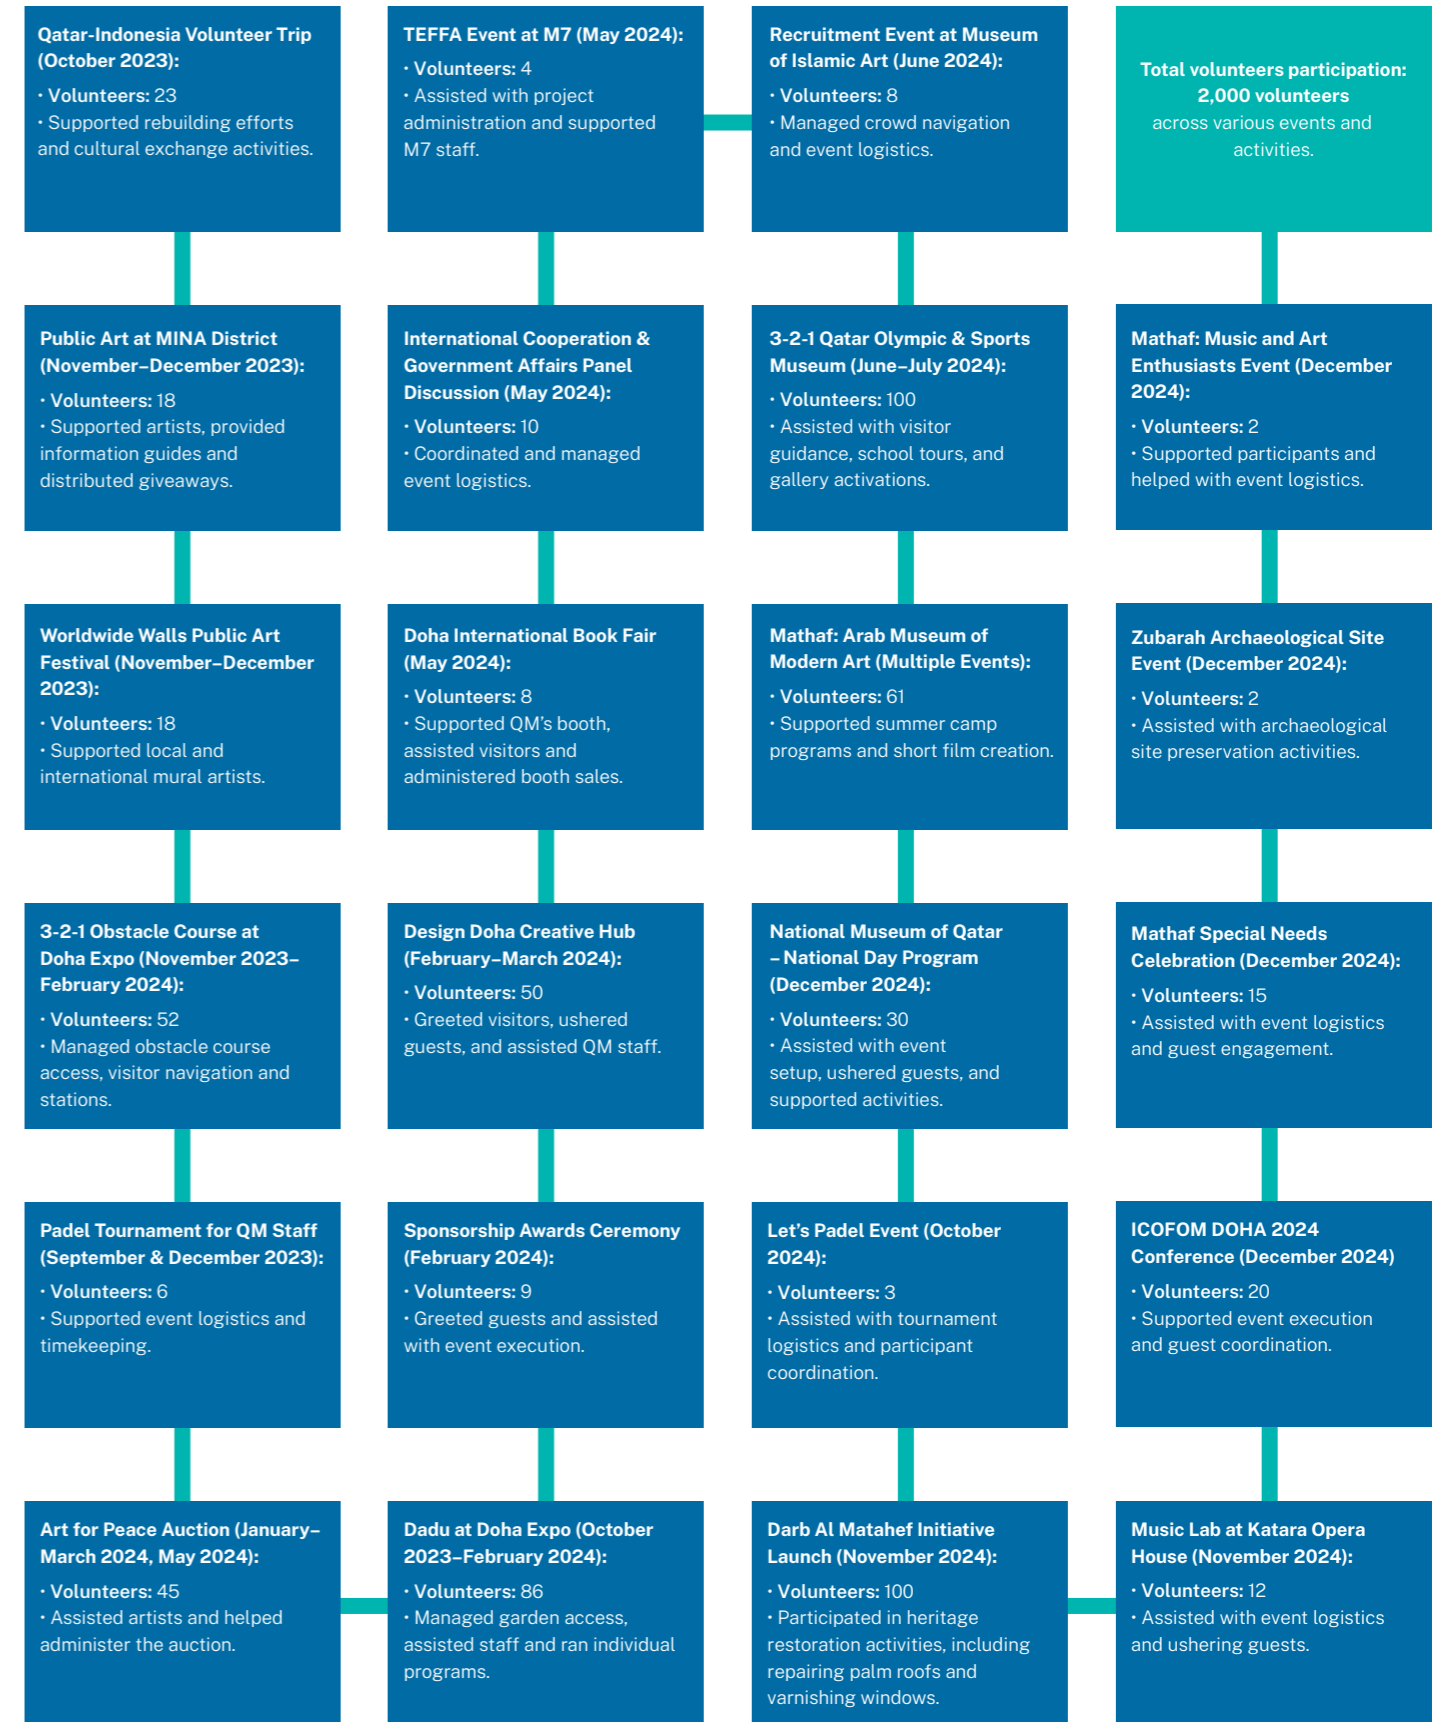 Qatar-Indonesia Volunteer Trip
(October 2023):
• Volunteers: 23
• Supported rebuilding efforts
and cultural exchange activities.
Public Art at MINA District
(November–December 2023):
• Volunteers: 18
• Supported artists, provided
information guides and
distributed giveaways.
Worldwide Walls Public Art
Festival (November–December
2023):
• Volunteers: 18
• Supported local and
international mural artists.
3-2-1 Obstacle Course at
Doha Expo (November 2023–
February 2024):
• Volunteers: 52
• Managed obstacle course
access, visitor navigation and
stations.
Padel Tournament for QM Staff
(September & December 2023):
• Volunteers: 6
• Supported event logistics and
timekeeping.
Art for Peace Auction (January–
March 2024, May 2024):
• Volunteers: 45
• Assisted artists and helped
administer the auction.
Dadu at Doha Expo (October
2023–February 2024):
• Volunteers: 86
• Managed garden access,
assisted staff and ran individual
programs.
Sponsorship Awards Ceremony
(February 2024):
• Volunteers: 9
• Greeted guests and assisted
with event execution.
Design Doha Creative Hub
(February–March 2024):
• Volunteers: 50
• Greeted visitors, ushered
guests, and assisted QM staff.
Doha International Book Fair
(May 2024):
• Volunteers: 8
• Supported QM's booth,
assisted visitors and
administered booth sales.
International Cooperation &
Government Affairs Panel
Discussion (May 2024):
• Volunteers: 10
• Coordinated and managed
event logistics.
TEFFA Event at M7 (May 2024):
• Volunteers: 4
• Assisted with project
administration and supported
M7 staff.
Recruitment Event at Museum
of Islamic Art (June 2024):
• Volunteers: 8
• Managed crowd navigation
and event logistics.
3-2-1 Qatar Olympic & Sports
Museum (June–July 2024):
• Volunteers: 100
• Assisted with visitor
guidance, school tours, and
gallery activations.
Mathaf: Arab Museum of
Modern Art (Multiple Events):
• Volunteers: 61
• Supported summer camp
programs and short film creation.
National Museum of Qatar
– National Day Program
(December 2024):
• Volunteers: 30
• Assisted with event
setup, ushered guests, and
supported activities.
Let's Padel Event (October
2024):
• Volunteers: 3
• Assisted with tournament
logistics and participant
coordination.
Darb Al Matahef Initiative
Launch (November 2024):
• Volunteers: 100
• Participated in heritage
restoration activities, including
repairing palm roofs and
varnishing windows.
Music Lab at Katara Opera
House (November 2024):
• Volunteers: 12
• Assisted with event logistics
and ushering guests.
ICOFOM DOHA 2024
Conference (December 2024)
• Volunteers: 20
• Supported event execution
and guest coordination.
Mathaf Special Needs
Celebration (December 2024):
• Volunteers: 15
• Assisted with event logistics
and guest engagement.
Zubarah Archaeological Site
Event (December 2024):
• Volunteers: 2
• Assisted with archaeological
site preservation activities.
Mathaf: Music and Art
Enthusiasts Event (December
2024):
• Volunteers: 2
• Supported participants and
helped with event logistics.
Total volunteers participation:
2,000 volunteers
across various events and
activities.